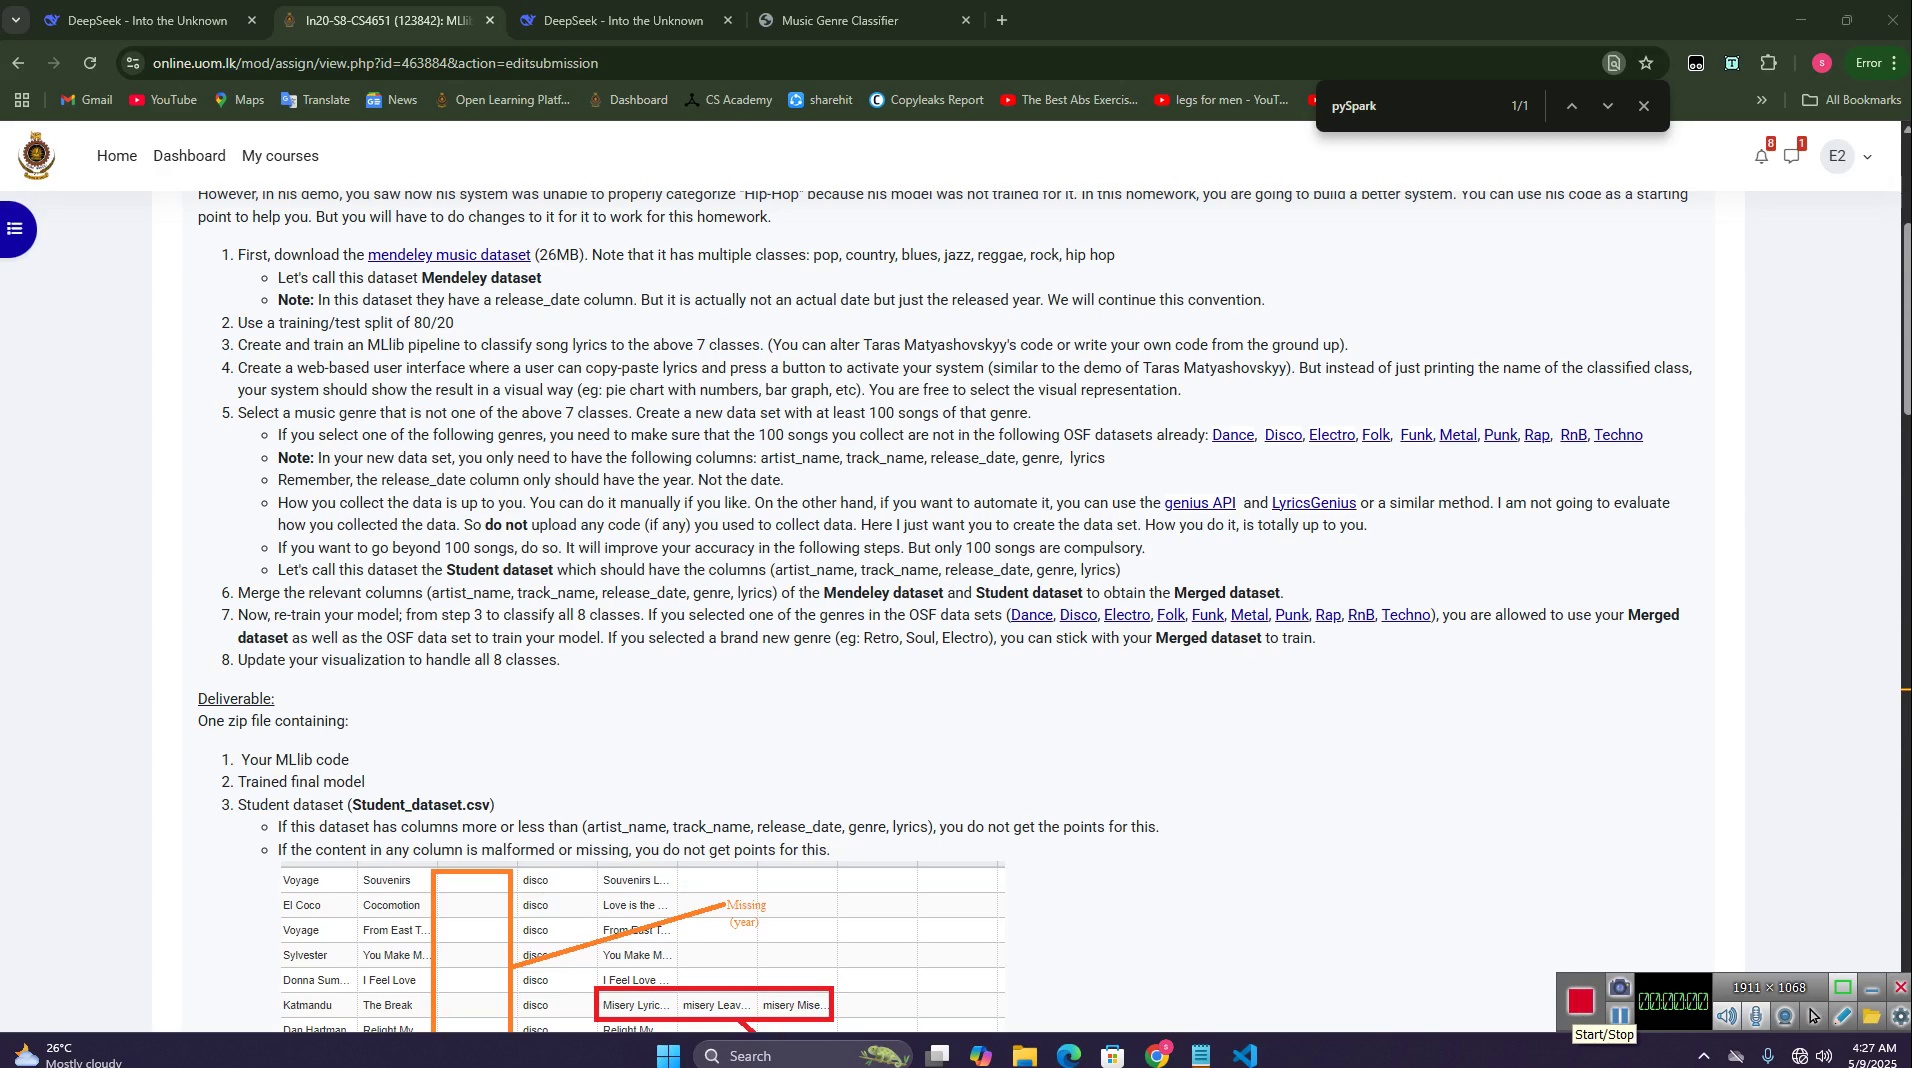 DeepSeek - Into the Unknown
In20-S8-CS4651 (123842): MLli
DeepSeek - Into the Unknown
Music Genre Classifier
online.uom.lk/mod/assign/view.php?id=463884&action=editsubmission
Error
Gmail
YouTube
Maps
Translate
News
Open Learning Platf...
Dashboard
CS Academy
sharehit
Copyleaks Report
The Best Abs Exercis...
legs for men - YouT...
All Bookmarks
pySpark
1/1
Home
Dashboard
My courses
8
1
E2
However, in his demo, you saw how his system was unable to properly categorize "Hip-Hop" because his model was not trained for it. In this homework, you are going to build a better system. You can use his code as a starting
point to help you. But you will have to do changes to it for it to work for this homework.
1. First, download the mendeley music dataset (26MB). Note that it has multiple classes: pop, country, blues, jazz, reggae, rock, hip hop
Let's call this dataset Mendeley dataset
Note: In this dataset they have a release_date column. But it is actually not an actual date but just the released year. We will continue this convention.
2. Use a training/test split of 80/20
3. Create and train an MLlib pipeline to classify song lyrics to the above 7 classes. (You can alter Taras Matyashovskyy's code or write your own code from the ground up).
4. Create a web-based user interface where a user can copy-paste lyrics and press a button to activate your system (similar to the demo of Taras Matyashovskyy). But instead of just printing the name of the classified class,
your system should show the result in a visual way (eg: pie chart with numbers, bar graph, etc). You are free to select the visual representation.
5. Select a music genre that is not one of the above 7 classes. Create a new data set with at least 100 songs of that genre.
If you select one of the following genres, you need to make sure that the 100 songs you collect are not in the following OSF datasets already: Dance, Disco, Electro, Folk, Funk, Metal, Punk, Rap, RnB, Techno
Note: In your new data set, you only need to have the following columns: artist_name, track_name, release_date, genre, lyrics
Remember, the release_date column only should have the year. Not the date.
How you collect the data is up to you. You can do it manually if you like. On the other hand, if you want to automate it, you can use the genius API and LyricsGenius or a similar method. I am not going to evaluate
how you collected the data. So do not upload any code (if any) you used to collect data. Here I just want you to create the data set. How you do it, is totally up to you.
If you want to go beyond 100 songs, do so. It will improve your accuracy in the following steps. But only 100 songs are compulsory.
Let's call this dataset the Student dataset which should have the columns (artist_name, track_name, release_date, genre, lyrics)
6. Merge the relevant columns (artist_name, track_name, release_date, genre, lyrics) of the Mendeley dataset and Student dataset to obtain the Merged dataset.
7. Now, re-train your model; from step 3 to classify all 8 classes. If you selected one of the genres in the OSF data sets (Dance, Disco, Electro, Folk, Funk, Metal, Punk, Rap, RnB, Techno), you are allowed to use your Merged
dataset as well as the OSF data set to train your model. If you selected a brand new genre (eg: Retro, Soul, Electro), you can stick with your Merged dataset to train.
8. Update your visualization to handle all 8 classes.
Deliverable:
One zip file containing:
1. Your MLlib code
2. Trained final model
3. Student dataset (Student_dataset.csv)
If this dataset has columns more or less than (artist_name, track_name, release_date, genre, lyrics), you do not get the points for this.
If the content in any column is malformed or missing, you do not get points for this.
Voyage Souvenirs disco Souvenirs L...
El Coco Cocomotion disco Love is the ... Missing
(year)
Voyage From East T... disco From East T...
Sylvester You Make M... disco You Make M...
Donna Sum... I Feel Love disco I Feel Love ...
Katmandu The Break disco Misery Lyric... misery Leav... misery Mise...
Dan Hartman Relight My disco Relight My
1911 × 1068
00:00:00
Start/Stop
26°C
Mostly cloudy
Search
4:27 AM
5/9/2025